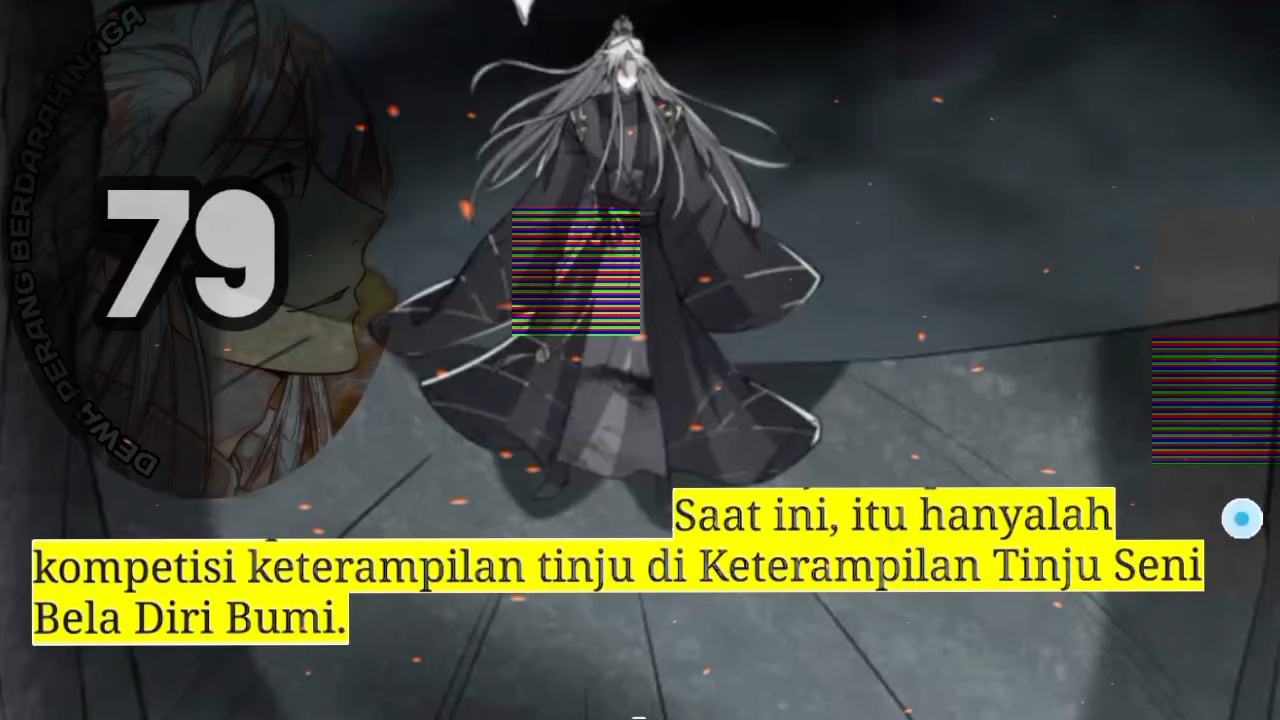 DEWA PERANG BERDARAH NAGA
79
Saat ini, itu hanyalah
kompetisi keterampilan tinju di Keterampilan Tinju Seni
Bela Diri Bumi.